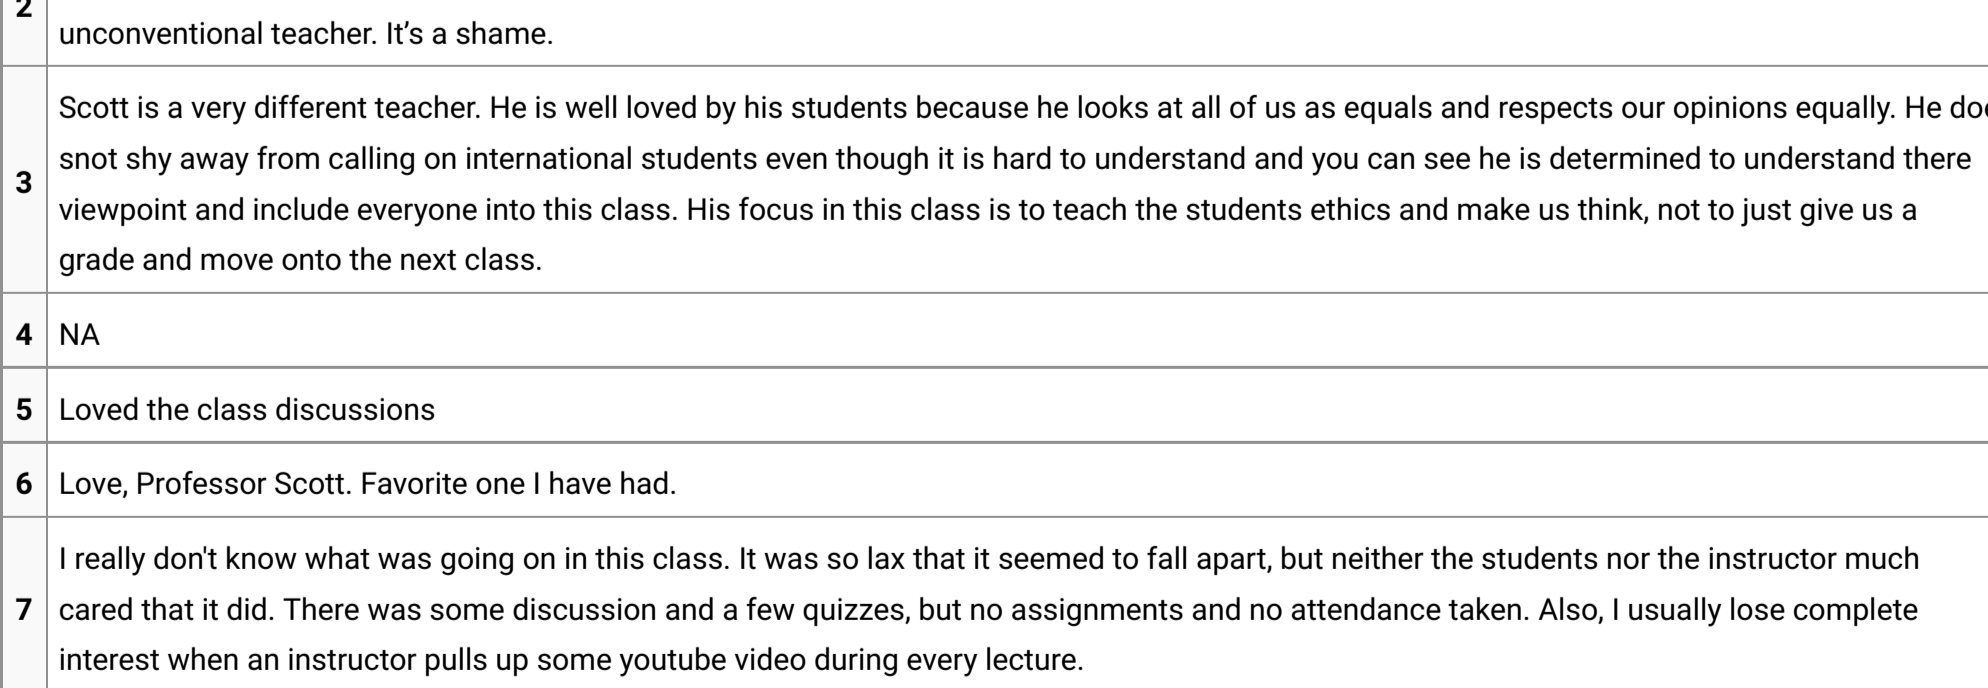 2
unconventional teacher. It’s a shame.
3
Scott is a very different teacher. He is well loved by his students because he looks at all of us as equals and respects our opinions equally. He doe
snot shy away from calling on international students even though it is hard to understand and you can see he is determined to understand there
viewpoint and include everyone into this class. His focus in this class is to teach the students ethics and make us think, not to just give us a
grade and move onto the next class.
4 NA
5 Loved the class discussions
6 Love, Professor Scott. Favorite one I have had.
7
I really don't know what was going on in this class. It was so lax that it seemed to fall apart, but neither the students nor the instructor much
cared that it did. There was some discussion and a few quizzes, but no assignments and no attendance taken. Also, I usually lose complete
interest when an instructor pulls up some youtube video during every lecture.